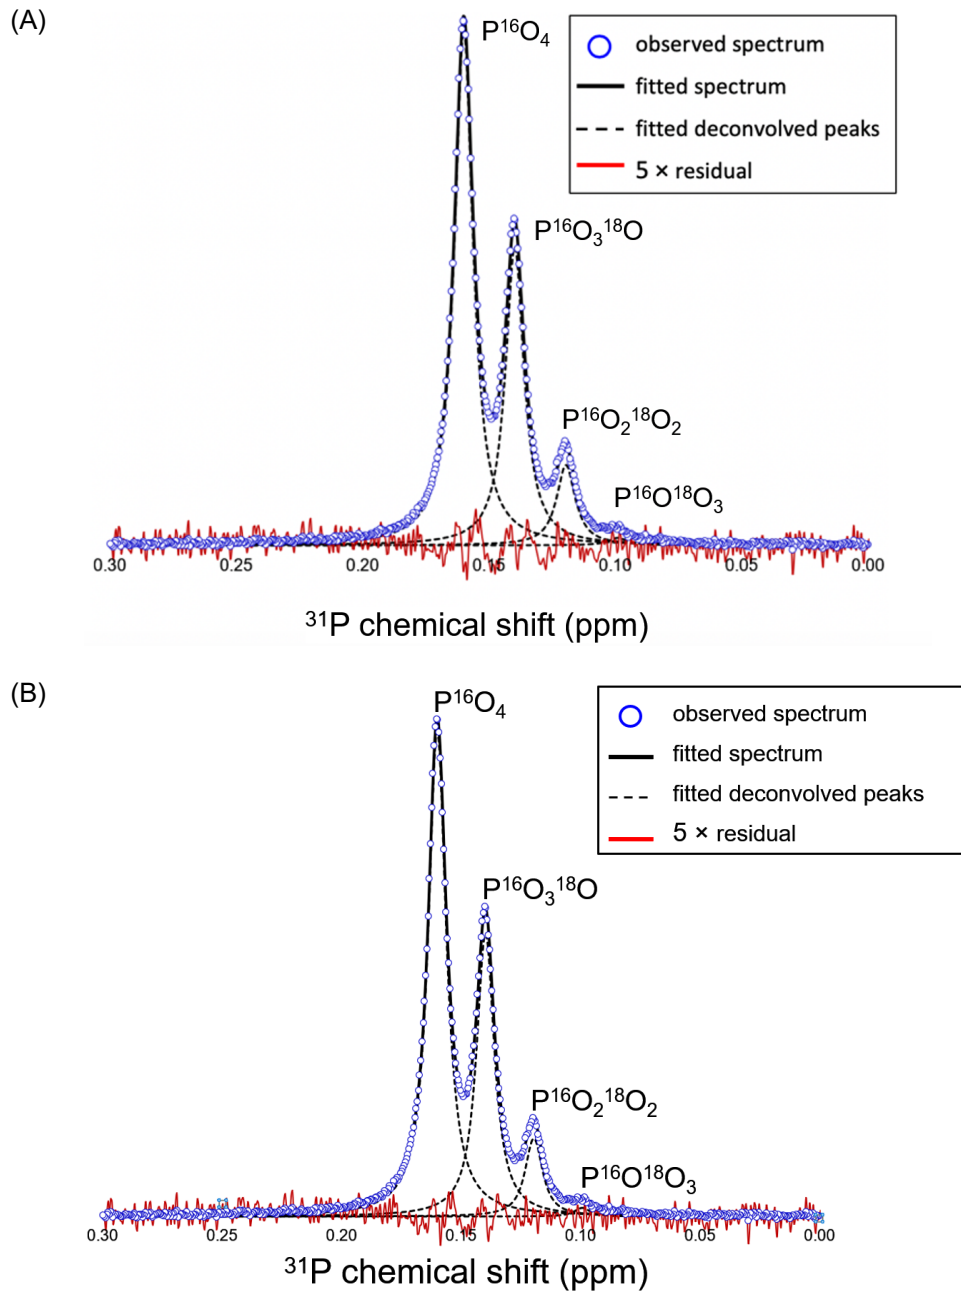 (A)
P¹⁶O₄
observed spectrum
fitted spectrum
fitted deconvolved peaks
5 × residual
P¹⁶O₃¹⁸O
P¹⁶O₂¹⁸O₂
P¹⁶O¹⁸O₃
0.30 0.25 0.20 0.15 0.10 0.05 0.00
³¹P chemical shift (ppm)
(B)
P¹⁶O₄
observed spectrum
fitted spectrum
fitted deconvolved peaks
5 × residual
P¹⁶O₃¹⁸O
P¹⁶O₂¹⁸O₂
P¹⁶O¹⁸O₃
0.30 0.25 0.20 0.15 0.10 0.05 0.00
³¹P chemical shift (ppm)